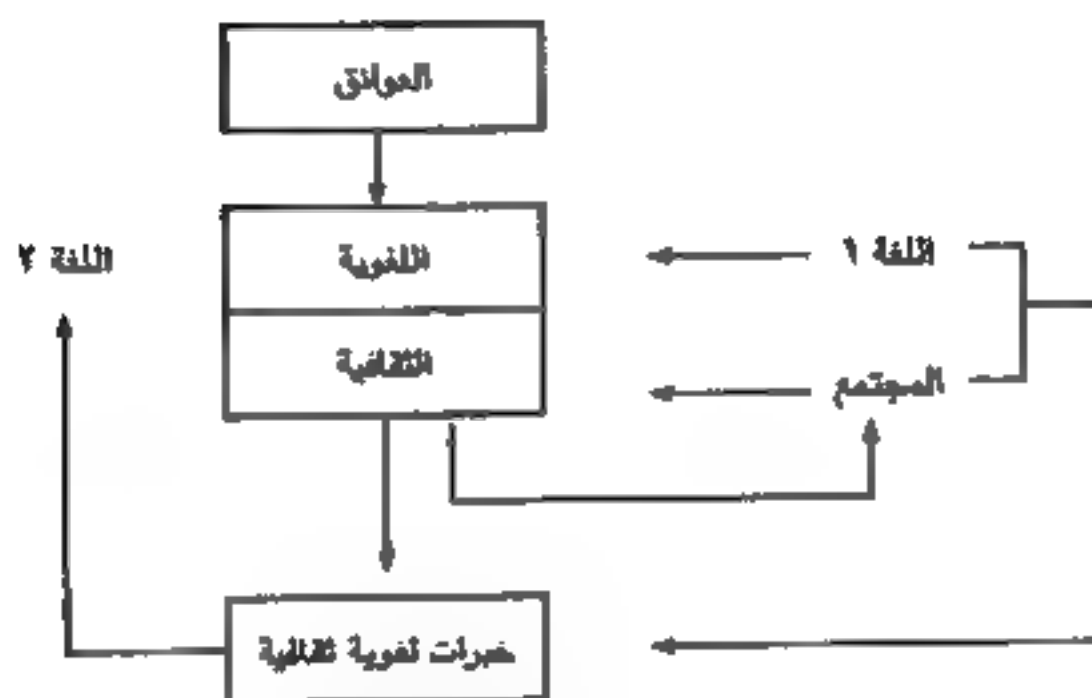 العوائق
اللغة ١
اللغوية
اللغة ٢
المجتمع
الثقافية
خبرات لغوية ثقافية